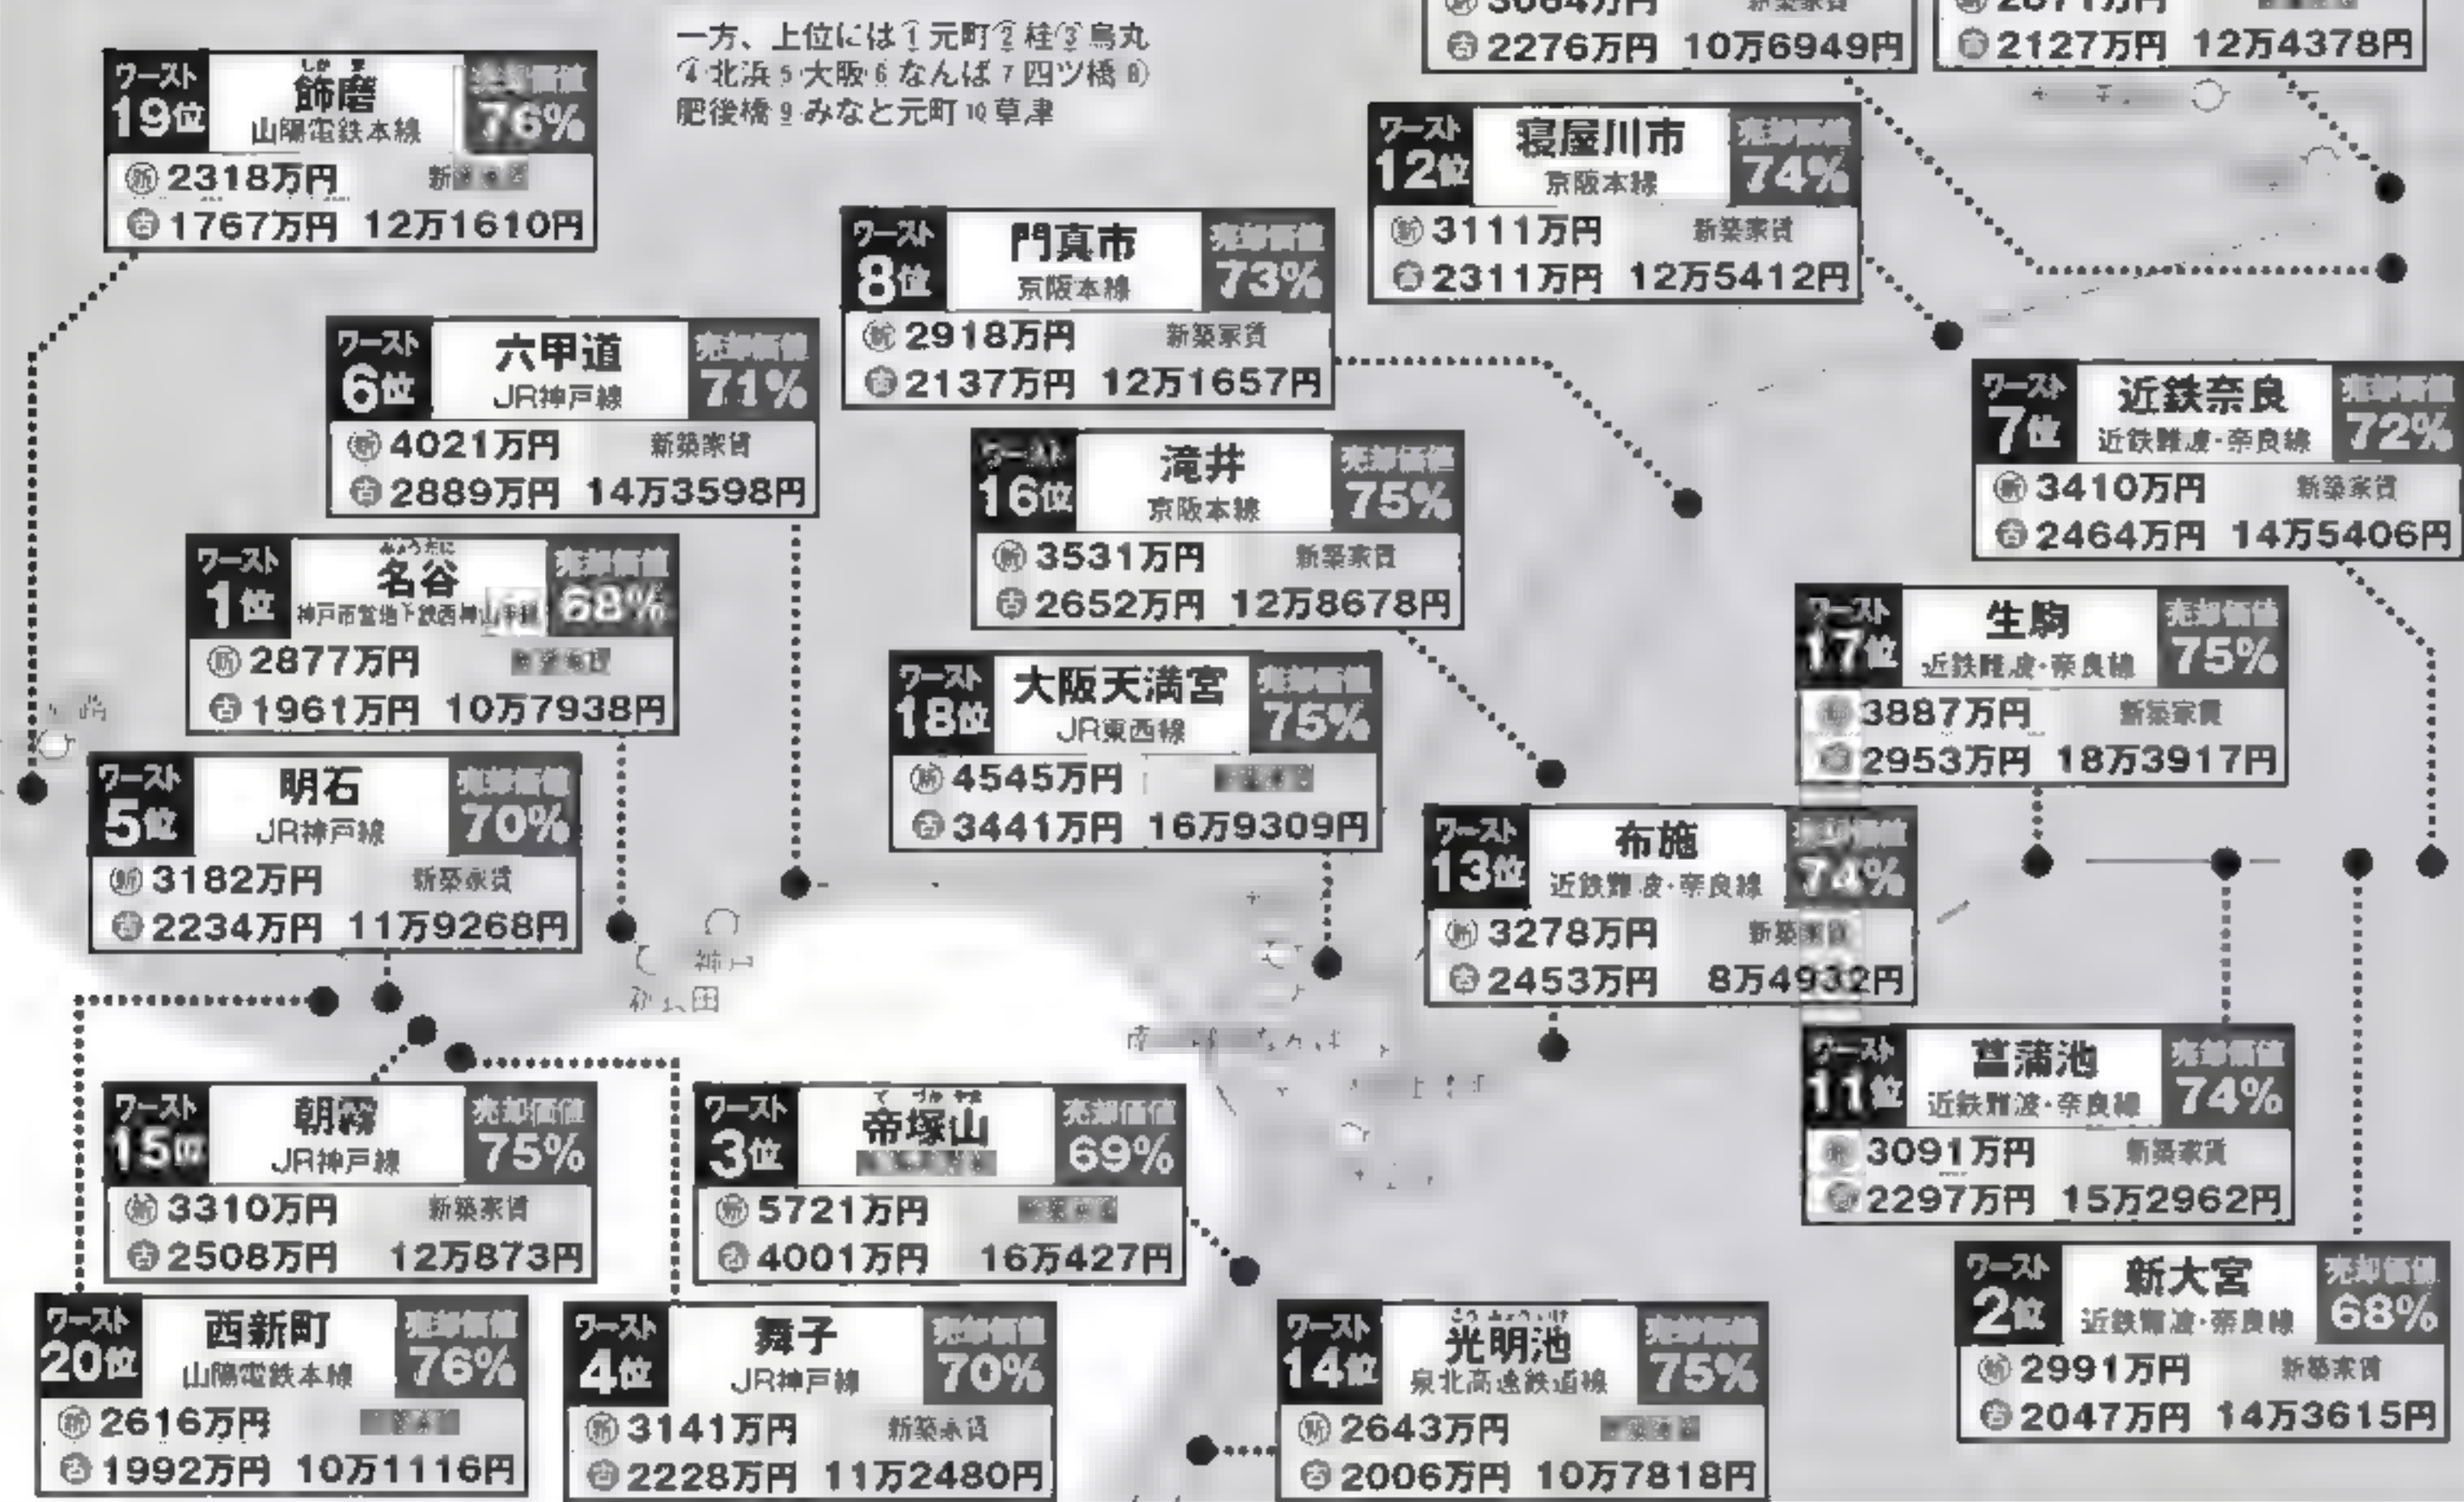 一方、上位には①元町②桂③烏丸
④北浜⑤大阪⑥なんば⑦四ツ橋⑧
肥後橋⑨みなと元町⑩草津
古2276万円 10万6949円
古2127万円 12万4378円
ワースト19位 飾磨 しかま 売却価値
山陽電鉄本線 76%
新2318万円
古1767万円 12万1610円
ワースト12位 寝屋川市 売却価値
京阪本線 74%
新3111万円 新築家賃
古2311万円 12万5412円
ワースト8位 門真市 売却価値
京阪本線 73%
新2918万円 新築家賃
古2137万円 12万1657円
ワースト6位 六甲道 売却価値
JR神戸線 71%
新4021万円 新築家賃
古2889万円 14万3598円
ワースト7位 近鉄奈良 売却価値
近鉄難波・奈良線 72%
新3410万円 新築家賃
古2464万円 14万5406円
ワースト16位 滝井 売却価値
京阪本線 75%
新3531万円 新築家賃
古2652万円 12万8678円
ワースト1位 名谷 みょうだに 売却価値
神戸市営地下鉄西神山手線 68%
新2877万円
古1961万円 10万7938円
ワースト17位 生駒 売却価値
近鉄難波・奈良線 75%
3887万円 新築家賃
2953万円 18万3917円
ワースト18位 大阪天満宮 売却価値
JR東西線 75%
新4545万円
古3441万円 16万9309円
ワースト5位 明石 売却価値
JR神戸線 70%
新3182万円 新築家賃
古2234万円 11万9268円
ワースト13位 布施 売却価値
近鉄難波・奈良線 74%
新3278万円 新築家賃
古2453万円 8万4932円
ワースト11位 菖蒲池 売却価値
近鉄難波・奈良線 74%
新3091万円 新築家賃
古2297万円 15万2962円
ワースト15位 朝霧 売却価値
JR神戸線 75%
新3310万円 新築家賃
古2508万円 12万873円
ワースト3位 帝塚山 てづかやま 売却価値
69%
新5721万円
古4001万円 16万427円
ワースト2位 新大宮 売却価値
近鉄難波・奈良線 68%
新2991万円 新築家賃
古2047万円 14万3615円
ワースト20位 西新町 売却価値
山陽電鉄本線 76%
新2616万円
古1992万円 10万1116円
ワースト4位 舞子 売却価値
JR神戸線 70%
新3141万円 新築家賃
古2228万円 11万2480円
ワースト14位 光明池 売却価値
泉北高速鉄道線 75%
新2643万円
古2006万円 10万7818円